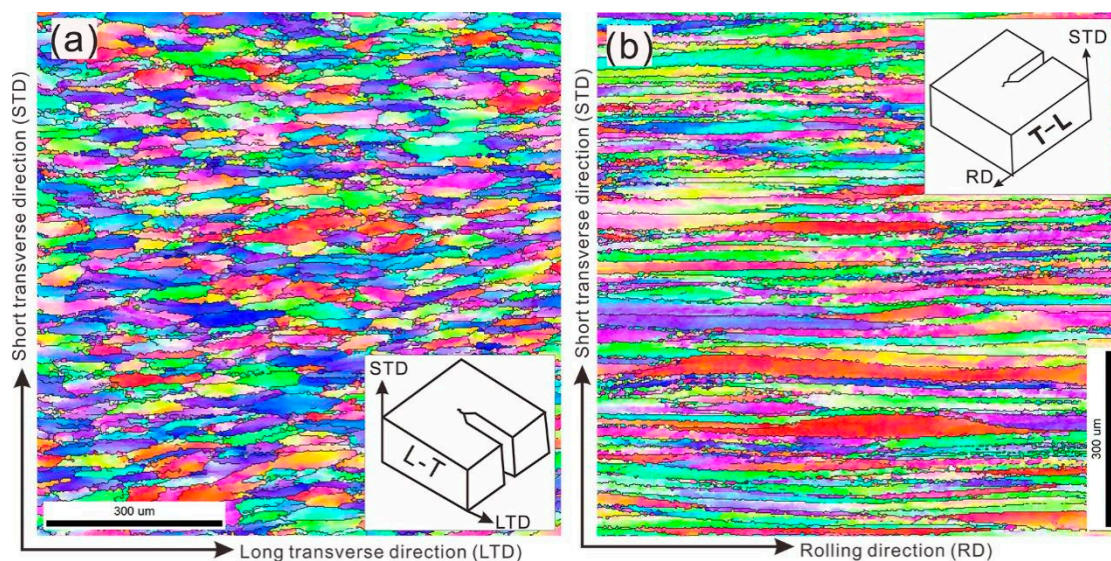 (a)
Short transverse direction (STD)
300 um
Long transverse direction (LTD)
STD
L-T
LTD
(b)
Short transverse direction (STD)
STD
T-L
RD
300 um
Rolling direction (RD)